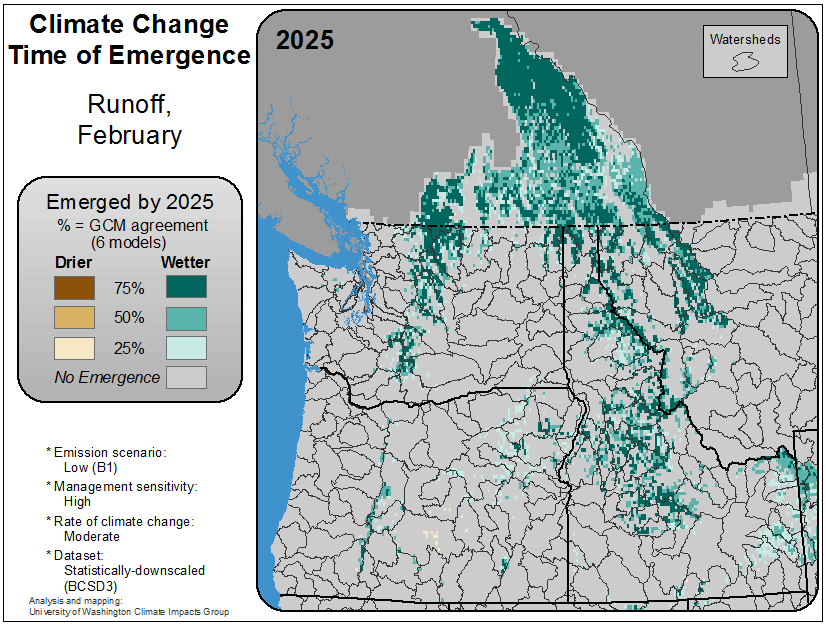 Climate Change
Time of Emergence
Runoff,
February
Emerged by 2025
% = GCM agreement
(6 models)
Drier Wetter
75%
50%
25%
No Emergence
* Emission scenario:
Low (B1)
* Management sensitivity:
High
* Rate of climate change:
Moderate
* Dataset:
Statistically-downscaled
(BCSD3)
Analysis and mapping:
University of Washington Climate Impacts Group
2025
Watersheds